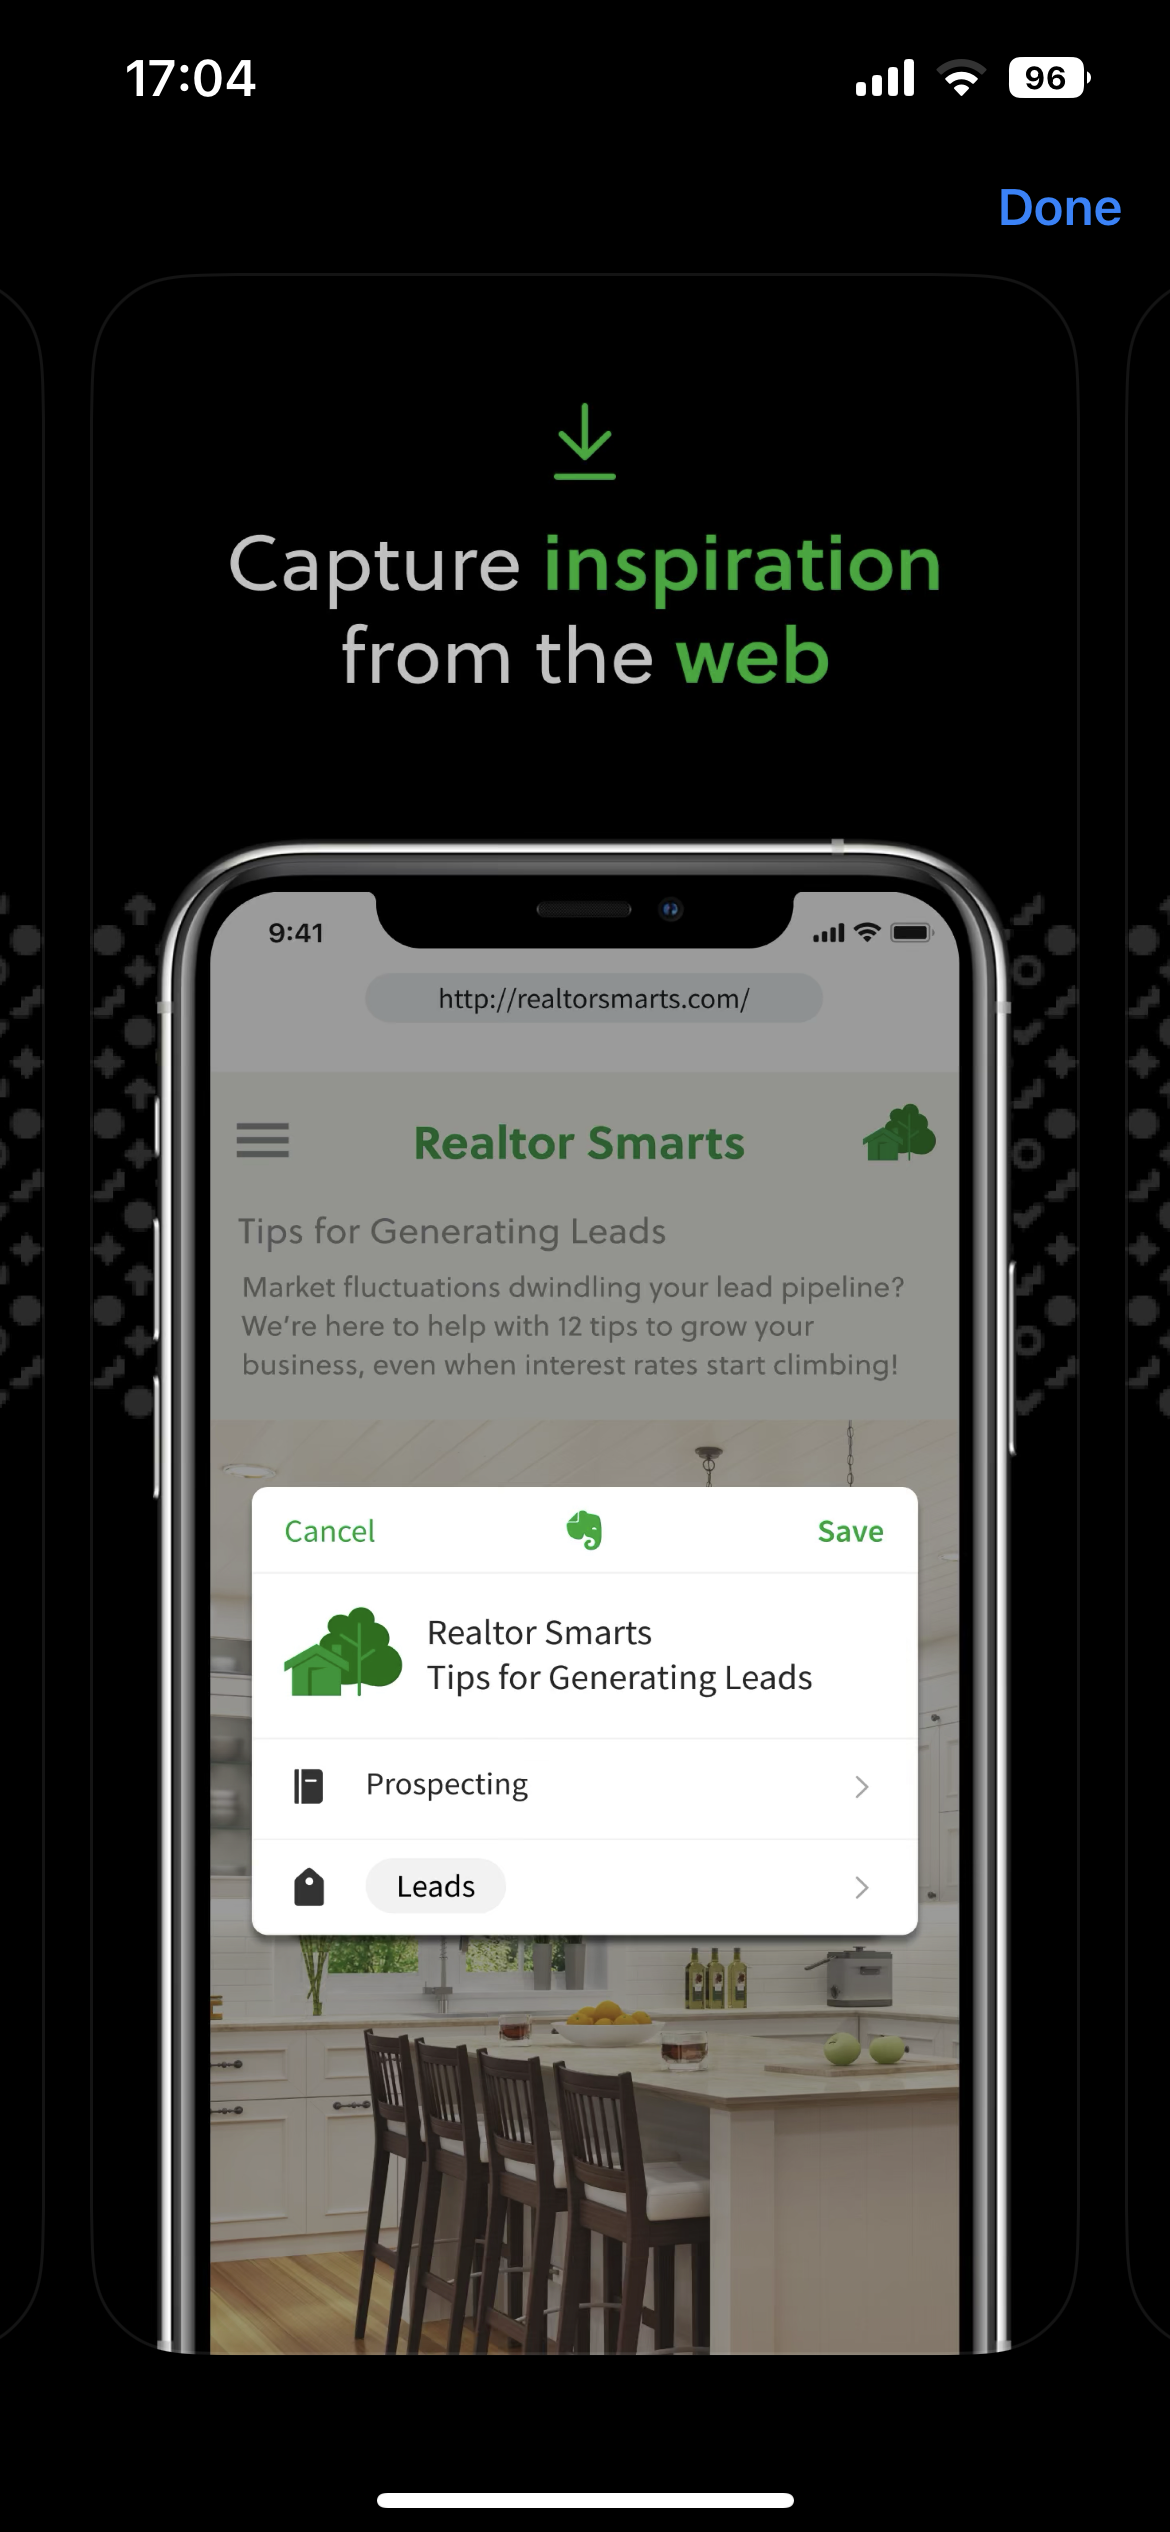 17:04
96
Done
Capture inspiration
from the web
9:41
http://realtorsmarts.com/
Realtor Smarts
Tips for Generating Leads
Market fluctuations dwindling your lead pipeline?
We're here to help with 12 tips to grow your
business, even when interest rates start climbing!
Cancel
Save
Realtor Smarts
Tips for Generating Leads
Prospecting
Leads